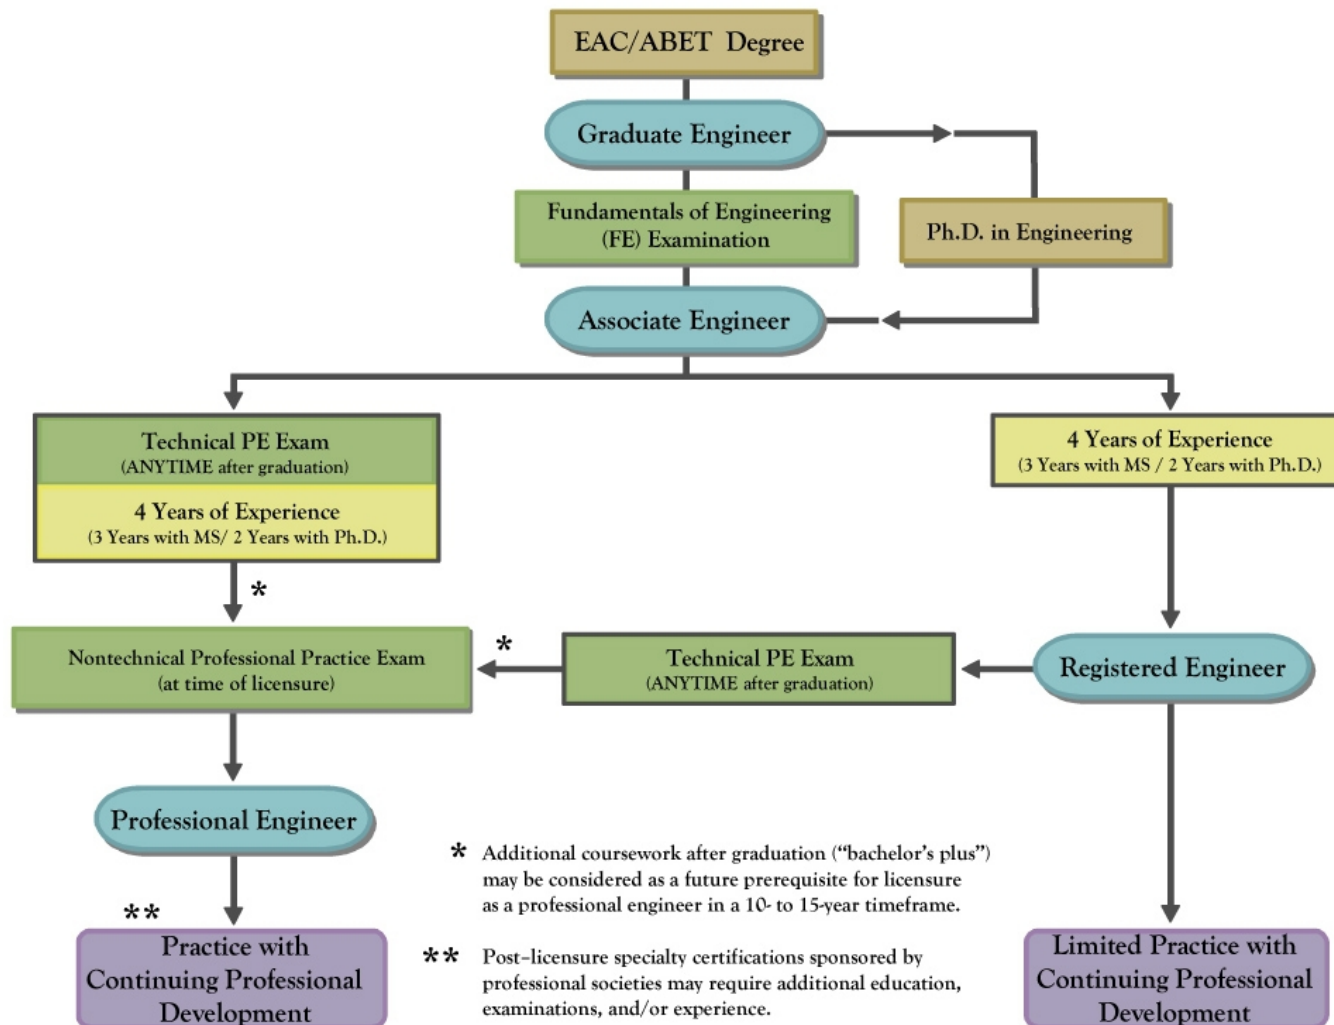 EAC/ABET Degree
Graduate Engineer
Fundamentals of Engineering
(FE) Examination
Ph.D. in Engineering
Associate Engineer
Technical PE Exam
(ANYTIME after graduation)
4 Years of Experience
(3 Years with MS/ 2 Years with Ph.D.)
4 Years of Experience
(3 Years with MS / 2 Years with Ph.D.)
*
Nontechnical Professional Practice Exam
(at time of licensure)
*
Technical PE Exam
(ANYTIME after graduation)
Registered Engineer
Professional Engineer
* Additional coursework after graduation (“bachelor’s plus”)
may be considered as a future prerequisite for licensure
as a professional engineer in a 10- to 15-year timeframe.
**
Practice with
Continuing Professional
Development
** Post–licensure specialty certifications sponsored by
professional societies may require additional education,
examinations, and/or experience.
Limited Practice with
Continuing Professional
Development